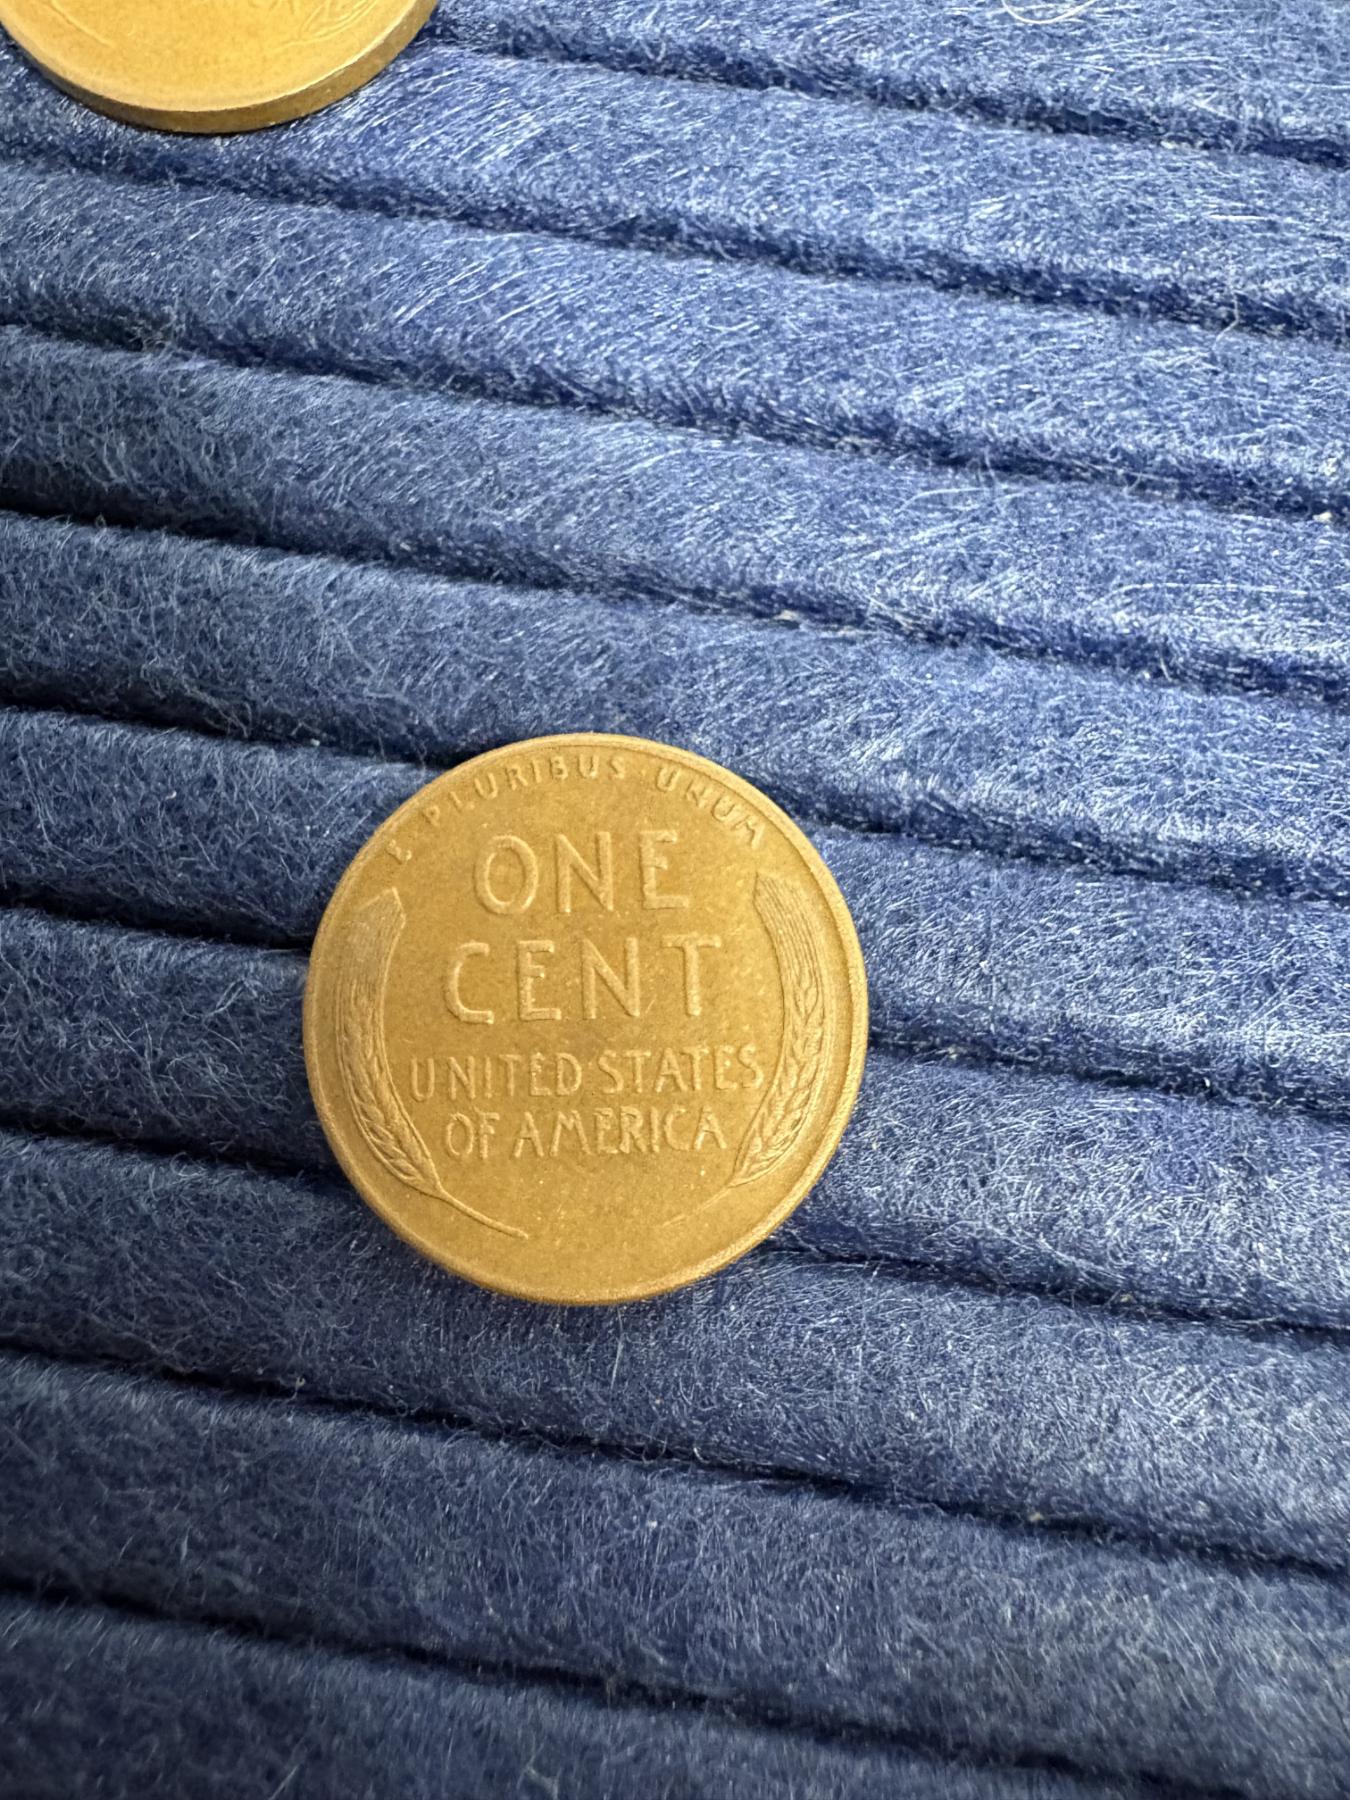 E PLURIBUS UNUM
ONE
CENT
UNITED STATES
OF AMERICA